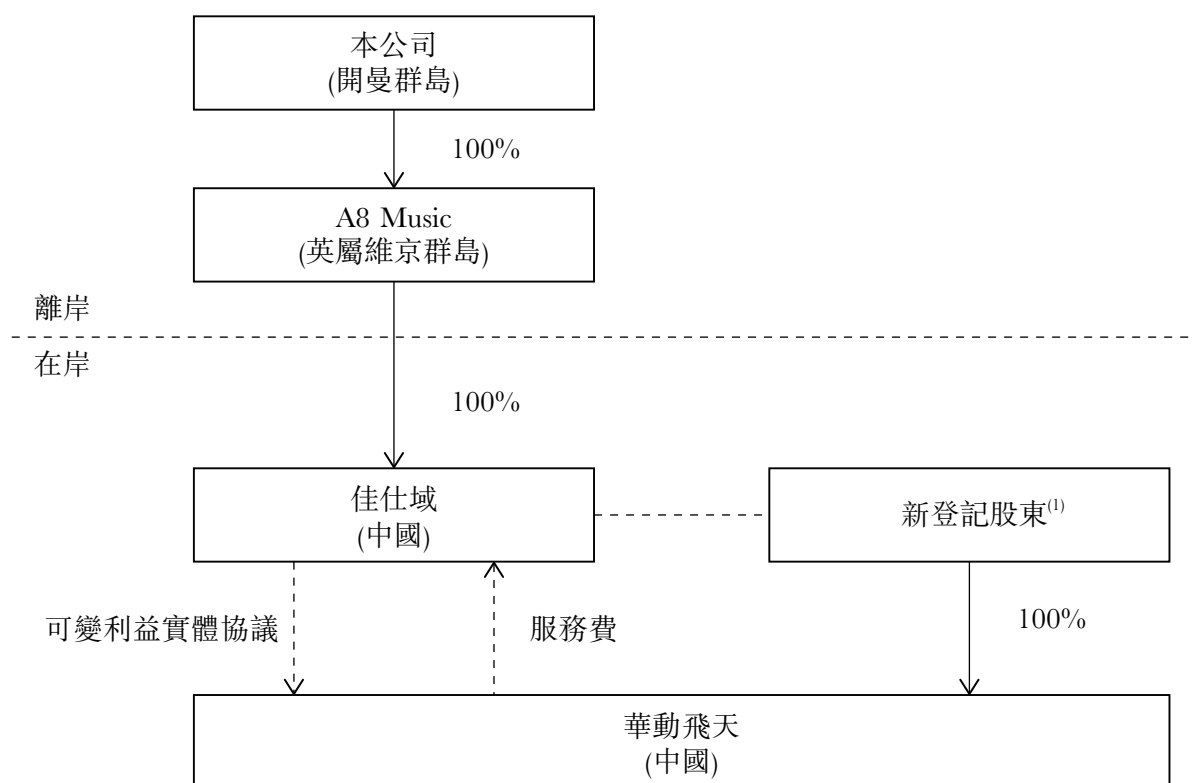 本公司
(開曼群島)
100%
A8 Music
(英屬維京群島)
離岸
在岸
100%
佳仕域
(中國)
新登記股東(1)
可變利益實體協議
服務費
100%
華動飛天
(中國)